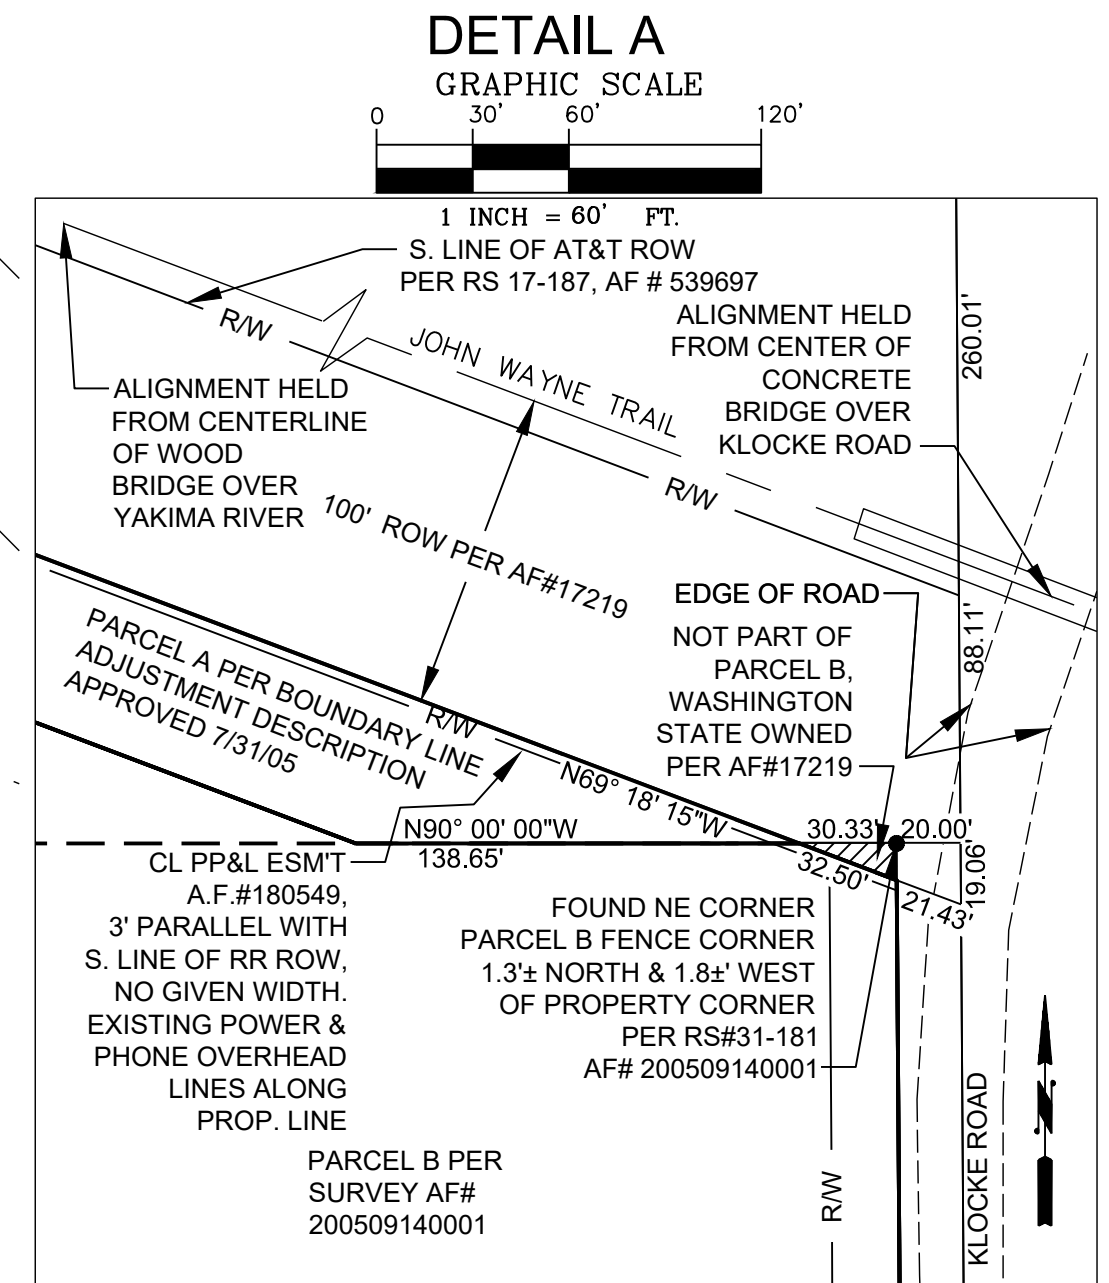 DETAIL A
GRAPHIC SCALE
0 30' 60' 120'
1 INCH = 60' FT.
S. LINE OF AT&T ROW
PER RS 17-187, AF # 539697
R/W
JOHN WAYNE TRAIL
ALIGNMENT HELD
FROM CENTER OF
CONCRETE
BRIDGE OVER
KLOCKE ROAD
260.01'
ALIGNMENT HELD
FROM CENTERLINE
OF WOOD
BRIDGE OVER
YAKIMA RIVER
R/W
100' ROW PER AF#17219
EDGE OF ROAD
NOT PART OF
PARCEL B,
WASHINGTON
STATE OWNED
PER AF#17219
88.11'
PARCEL A PER BOUNDARY LINE
ADJUSTMENT DESCRIPTION
APPROVED 7/31/05
R/W
N69° 18' 15"W
N90° 00' 00"W
138.65'
30.33' 20.00'
32.50'
21.43'
19.06'
CL PP&L ESM'T
A.F.#180549,
3' PARALLEL WITH
S. LINE OF RR ROW,
NO GIVEN WIDTH.
EXISTING POWER &
PHONE OVERHEAD
LINES ALONG
PROP. LINE
FOUND NE CORNER
PARCEL B FENCE CORNER
1.3'± NORTH & 1.8±' WEST
OF PROPERTY CORNER
PER RS#31-181
AF# 200509140001
PARCEL B PER
SURVEY AF#
200509140001
R/W
KLOCKE ROAD
N